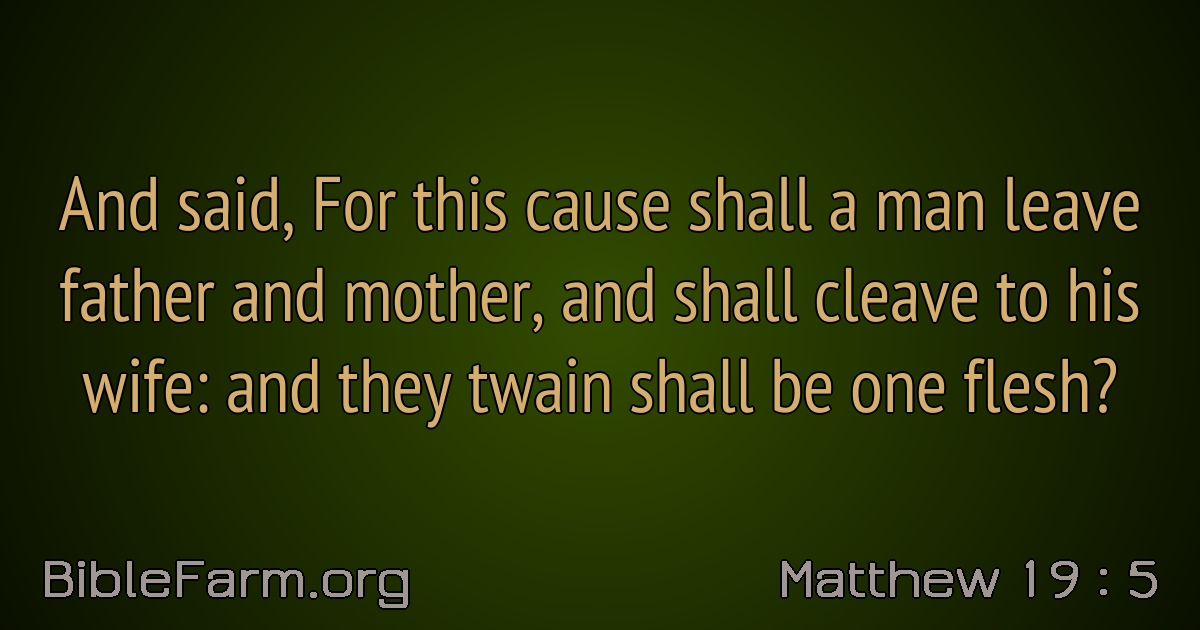 And said, For this cause shall a man leave
father and mother, and shall cleave to his
wife: and they twain shall be one flesh?
BibleFarm.org
Matthew 19 : 5